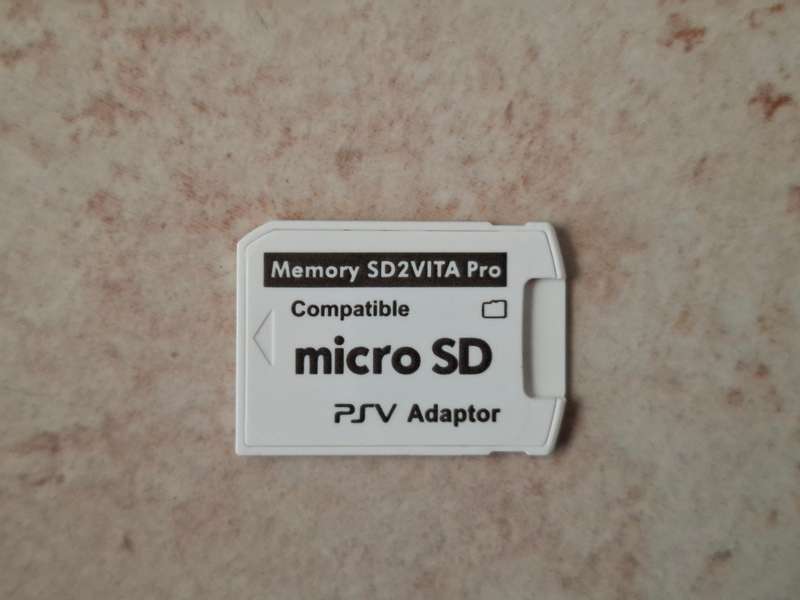 Memory SD2VITA Pro
Compatible
micro SD
PSV Adaptor